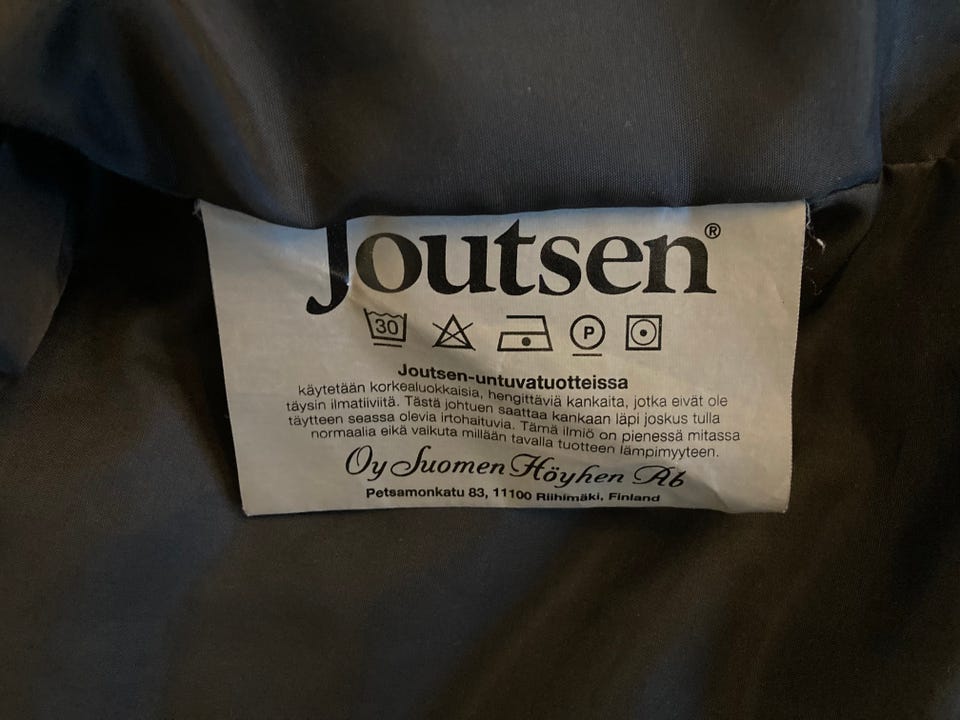 Joutsen®
30 P
Joutsen-untuvatuotteissa
käytetään korkealuokkaisia, hengittäviä kankaita, jotka eivät ole
täysin ilmatiiviitä. Tästä johtuen saattaa kankaan läpi joskus tulla
täytteen seassa olevia irtohaituvia. Tämä ilmiö on pienessä mitassa
normaalia eikä vaikuta millään tavalla tuotteen lämpimyyteen.
Oy Suomen Höyhen Ab
Petsamonkatu 83, 11100 Riihimäki, Finland